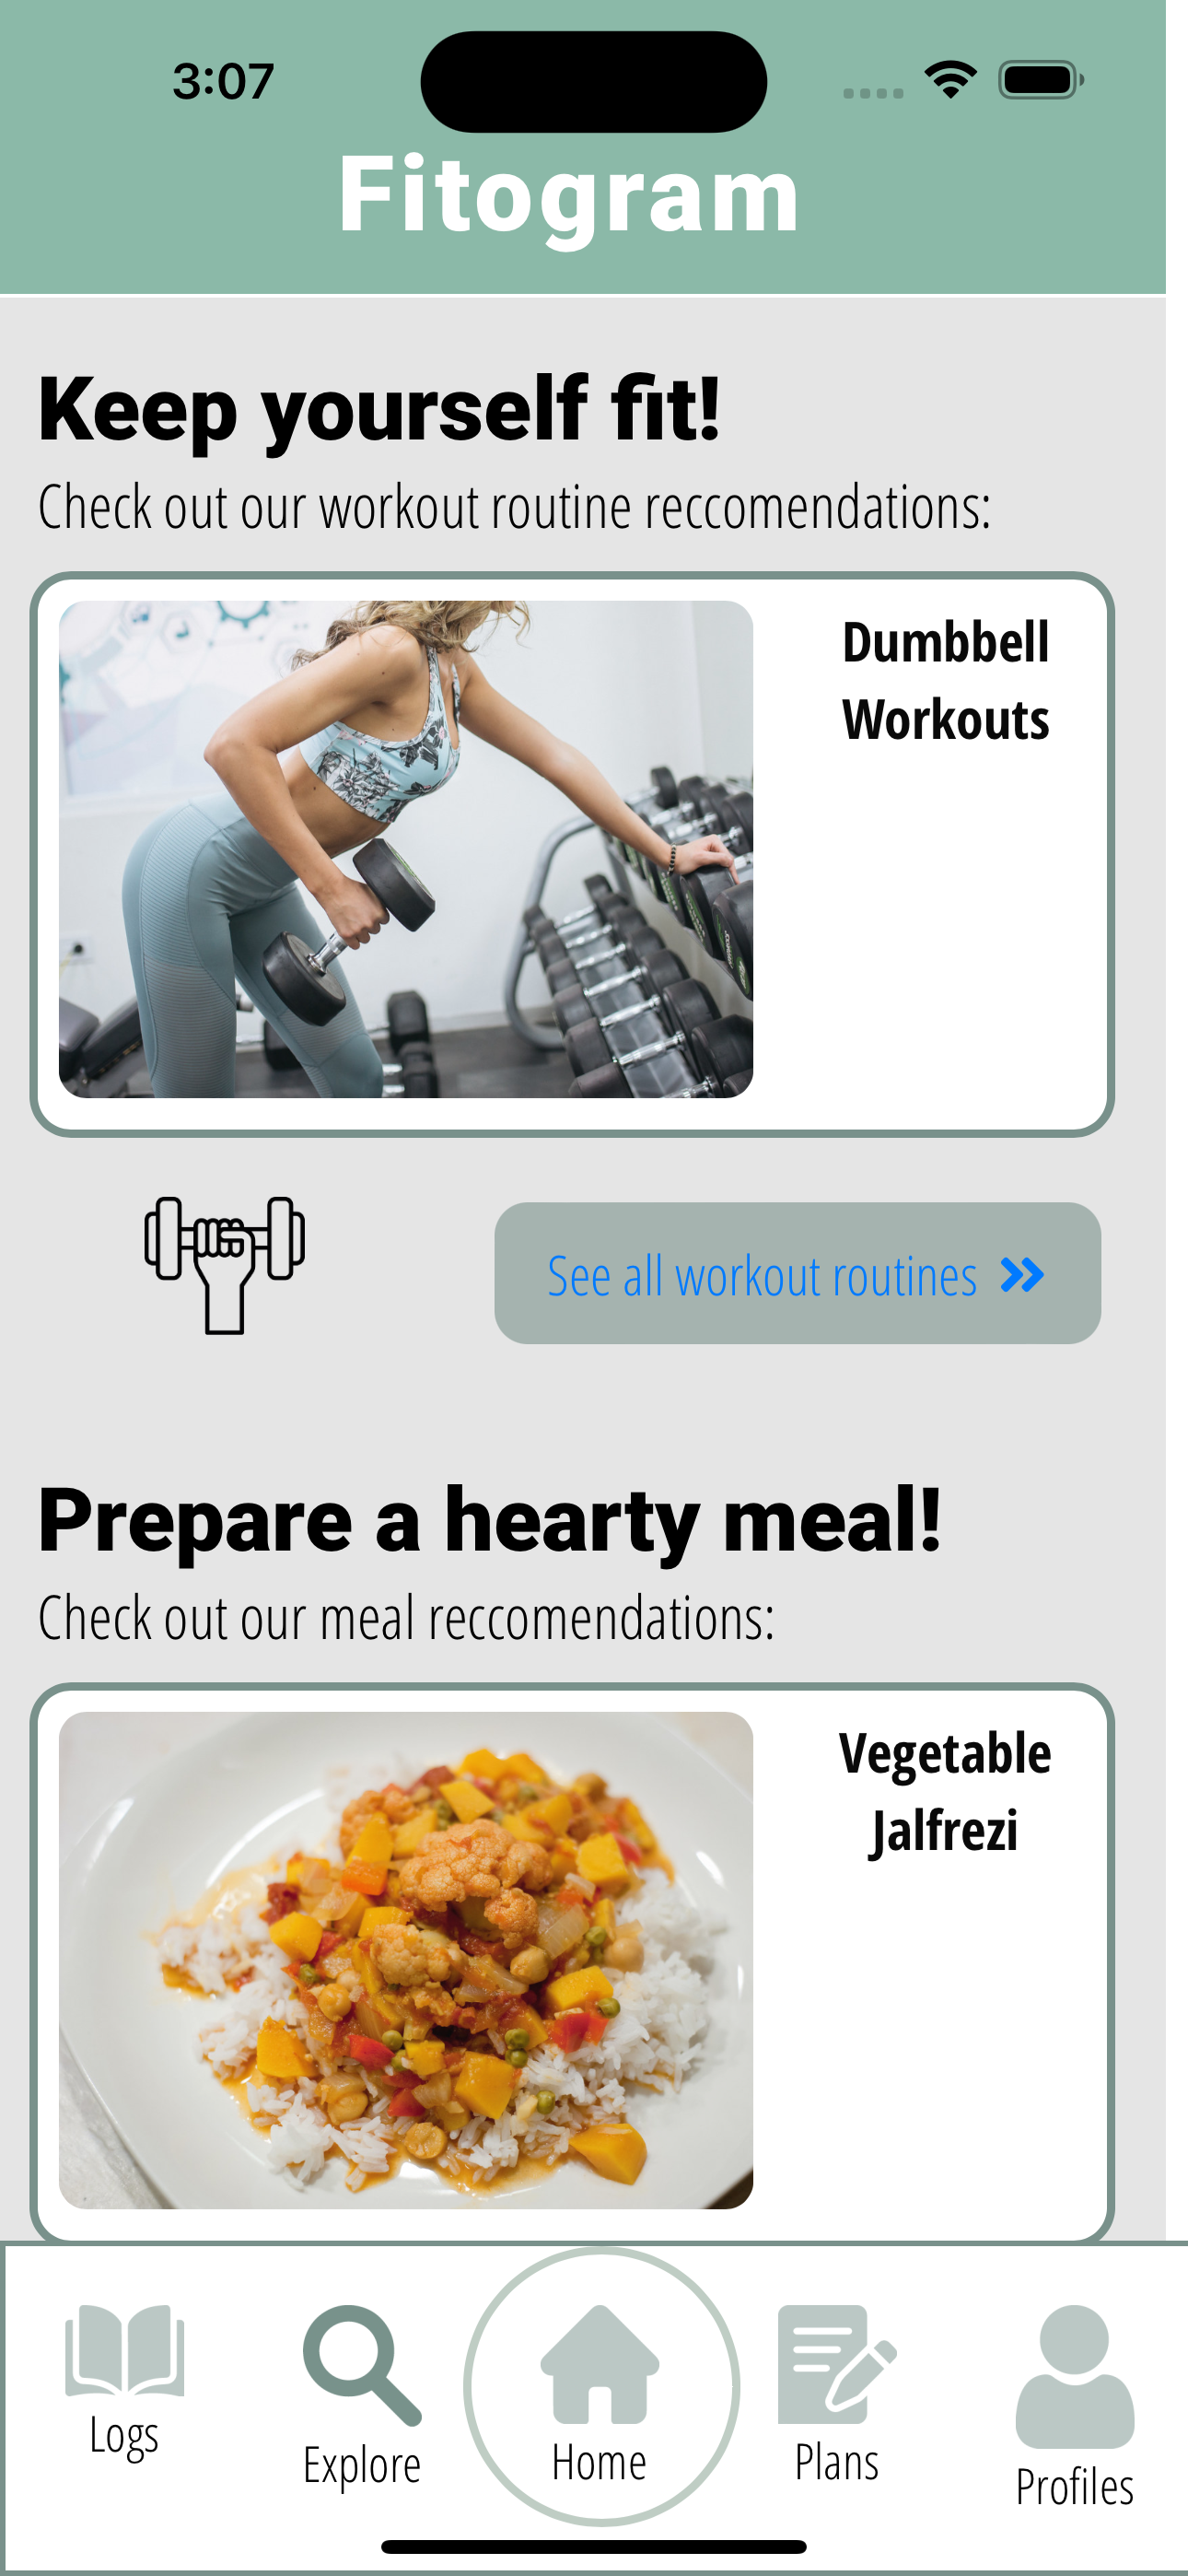 3:07
Fitogram
Keep yourself fit!
Check out our workout routine reccomendations:
Dumbbell
Workouts
See all workout routines
Prepare a hearty meal!
Check out our meal reccomendations:
Vegetable
Jalfrezi
Logs
Explore
Home
Plans
Profiles